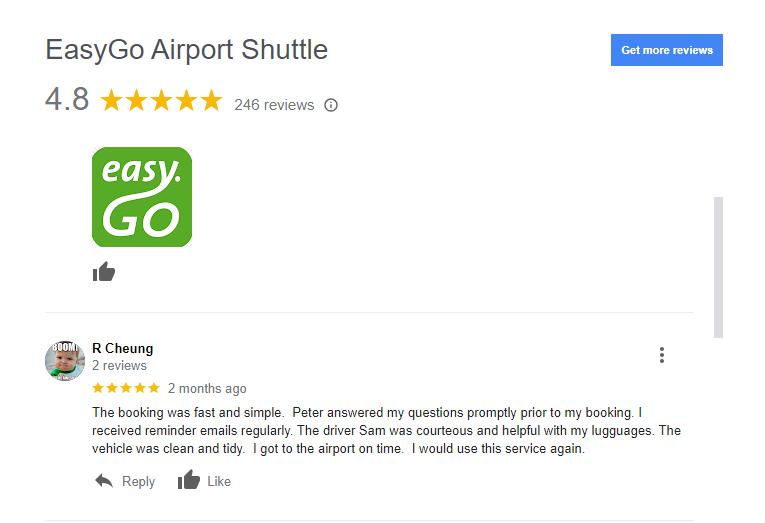 EasyGo Airport Shuttle
Get more reviews
4.8 246 reviews
easy.
GO
BOOM!
R Cheung
2 reviews
2 months ago
The booking was fast and simple.  Peter answered my questions promptly prior to my booking. I
received reminder emails regularly. The driver Sam was courteous and helpful with my lugguages. The
vehicle was clean and tidy.  I got to the airport on time.  I would use this service again.
Reply Like